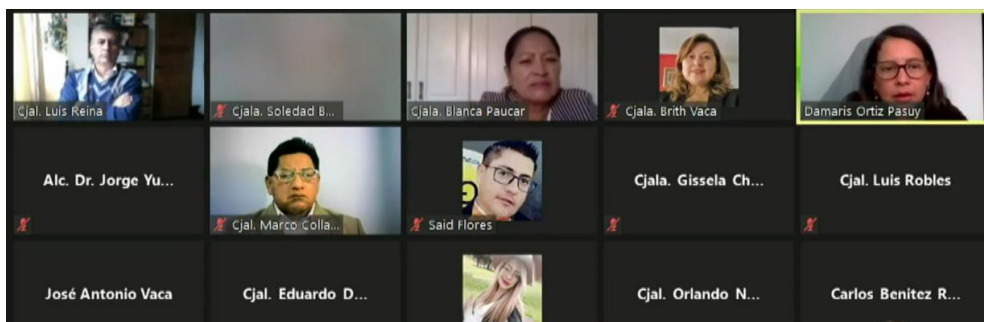 Cjal. Luis Reina
Cjala. Soledad B...
Cjala. Blanca Paucar
Cjala. Brith Vaca
Damaris Ortiz Pasuy
Alc. Dr. Jorge Yu...
Cjal. Marco Colla...
Said Flores
Cjala. Gissela Ch...
Cjal. Luis Robles
José Antonio Vaca
Cjal. Eduardo D...
Cjal. Orlando N...
Carlos Benitez R...